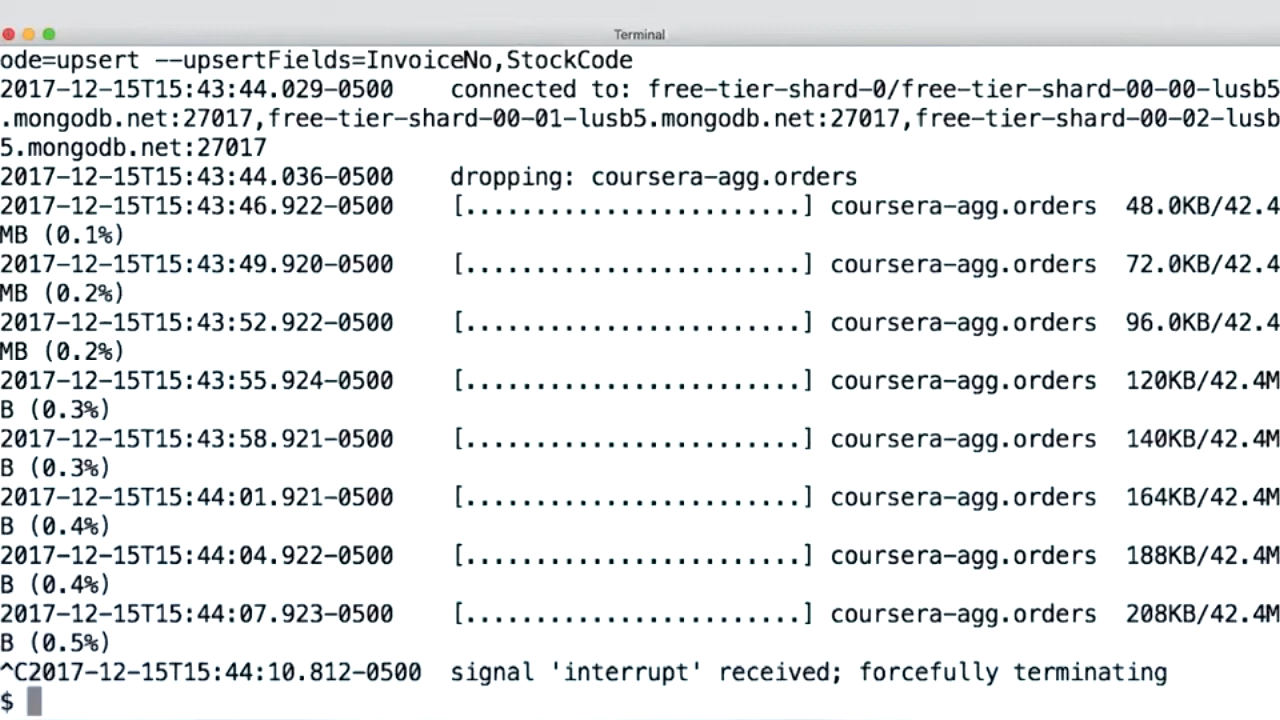 Terminal
ode=upsert --upsertFields=InvoiceNo,StockCode
2017-12-15T15:43:44.029-0500    connected to: free-tier-shard-0/free-tier-shard-00-00-lusb5
.mongodb.net:27017,free-tier-shard-00-01-lusb5.mongodb.net:27017,free-tier-shard-00-02-lusb
5.mongodb.net:27017
2017-12-15T15:43:44.036-0500    dropping: coursera-agg.orders
2017-12-15T15:43:46.922-0500    [........................] coursera-agg.orders  48.0KB/42.4
MB (0.1%)
2017-12-15T15:43:49.920-0500    [........................] coursera-agg.orders  72.0KB/42.4
MB (0.2%)
2017-12-15T15:43:52.922-0500    [........................] coursera-agg.orders  96.0KB/42.4
MB (0.2%)
2017-12-15T15:43:55.924-0500    [........................] coursera-agg.orders  120KB/42.4M
B (0.3%)
2017-12-15T15:43:58.921-0500    [........................] coursera-agg.orders  140KB/42.4M
B (0.3%)
2017-12-15T15:44:01.921-0500    [........................] coursera-agg.orders  164KB/42.4M
B (0.4%)
2017-12-15T15:44:04.922-0500    [........................] coursera-agg.orders  188KB/42.4M
B (0.4%)
2017-12-15T15:44:07.923-0500    [........................] coursera-agg.orders  208KB/42.4M
B (0.5%)
^C2017-12-15T15:44:10.812-0500  signal 'interrupt' received; forcefully terminating
$